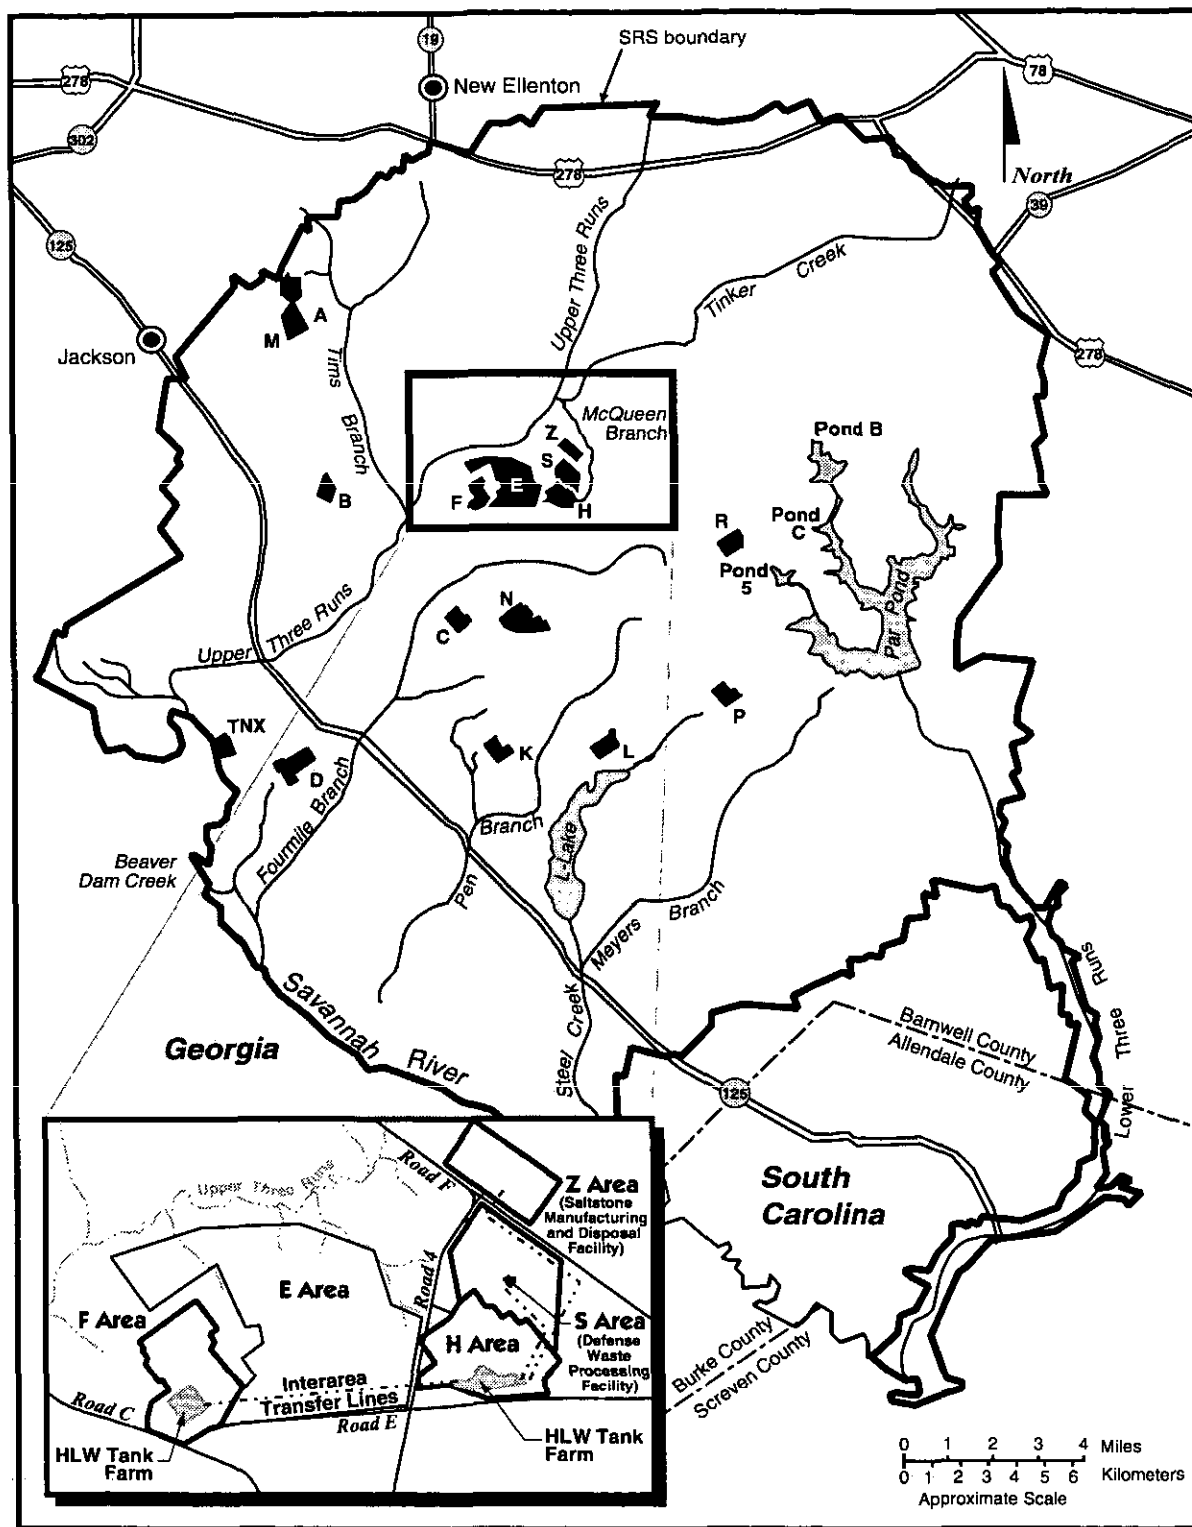 19
SRS boundary
278
New Ellenton
78
302
278
North
39
125
Upper Three Runs
Tinker Creek
A
M
Jackson
278
Tims Branch
McQueen
Branch
Z
Pond B
S
E
B
F
H
R
Pond
C
Pond
5
Par Pond
N
C
Upper Three Runs
P
TNX
K
L
D
Branch
L-Lake
Beaver
Dam Creek
Fourmile Branch
Pen
Meyers Branch
Steel Creek
Savannah River
Georgia
Lower Three Runs
Barnwell County
Allendale County
125
South
Carolina
Burke County
Screven County
Road F
Upper Three Runs
Z Area
(Saltstone
Manufacturing
and Disposal
Facility)
Road 4
E Area
F Area
S Area
(Defense
Waste
Processing
Facility)
H Area
Interarea
Transfer Lines
Road C
Road E
HLW Tank
Farm
HLW Tank
Farm
0 1 2 3 4 Miles
0 1 2 3 4 5 6 Kilometers
Approximate Scale